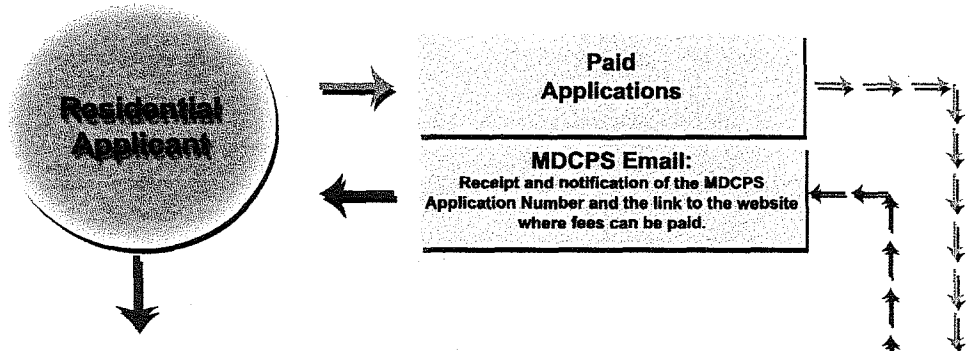 Residential
Applicant
Paid
Applications
MDCPS Email:
Receipt and notification of the MDCPS
Application Number and the link to the website
where fees can be paid.